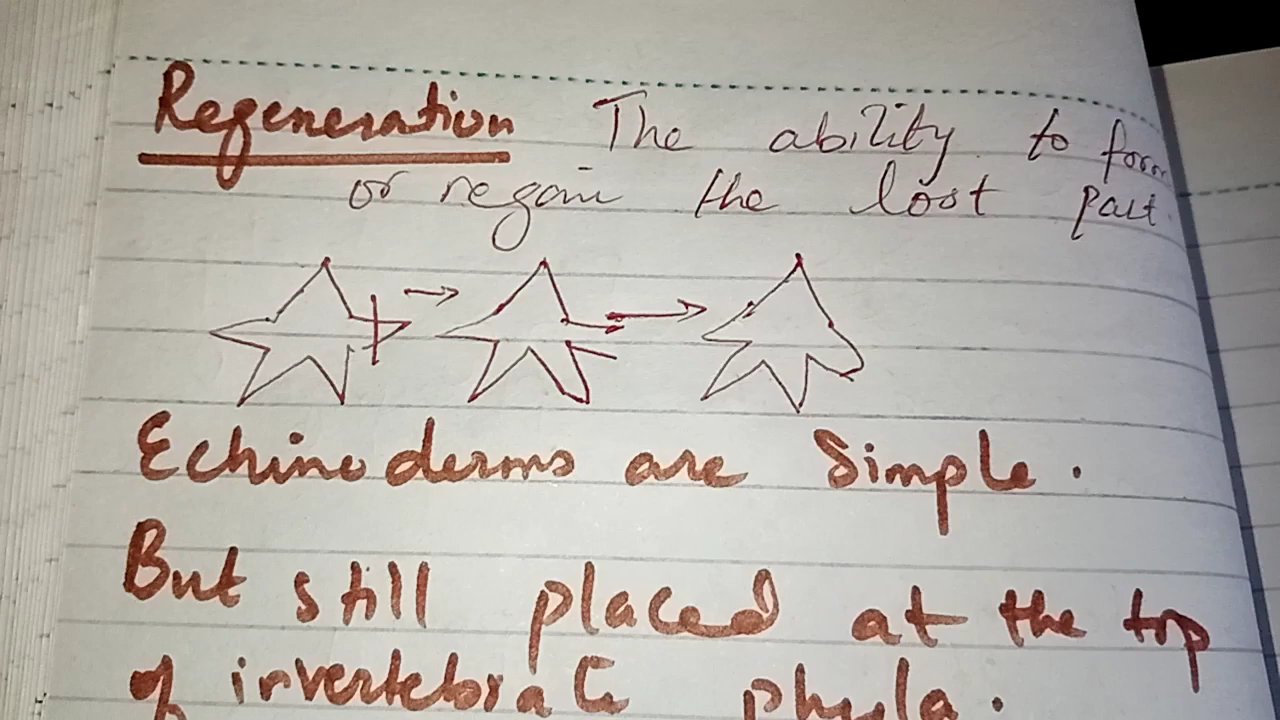 Regeneration The ability to form
or regain the lost part.
Echinoderms are Simple.
But still placed at the top
of invertebrate phyla.